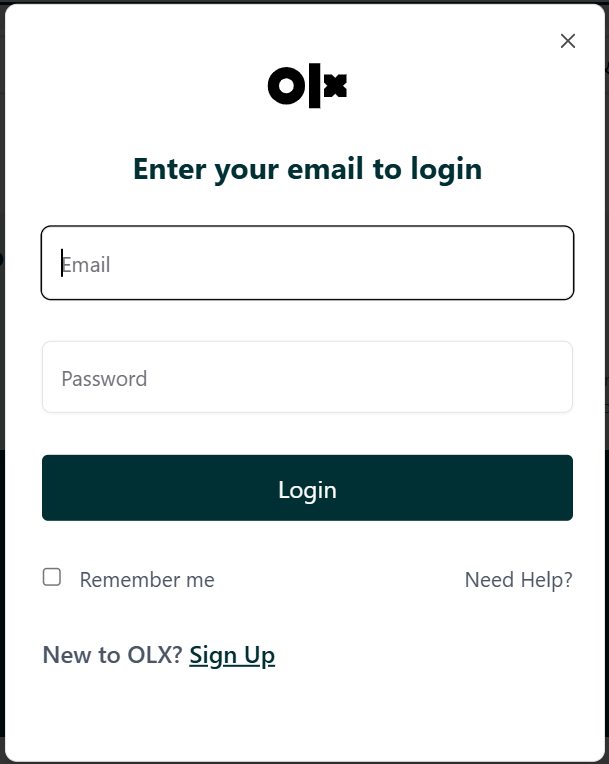 olx
Enter your email to login
Email
Password
Login
Remember me
Need Help?
New to OLX? Sign Up